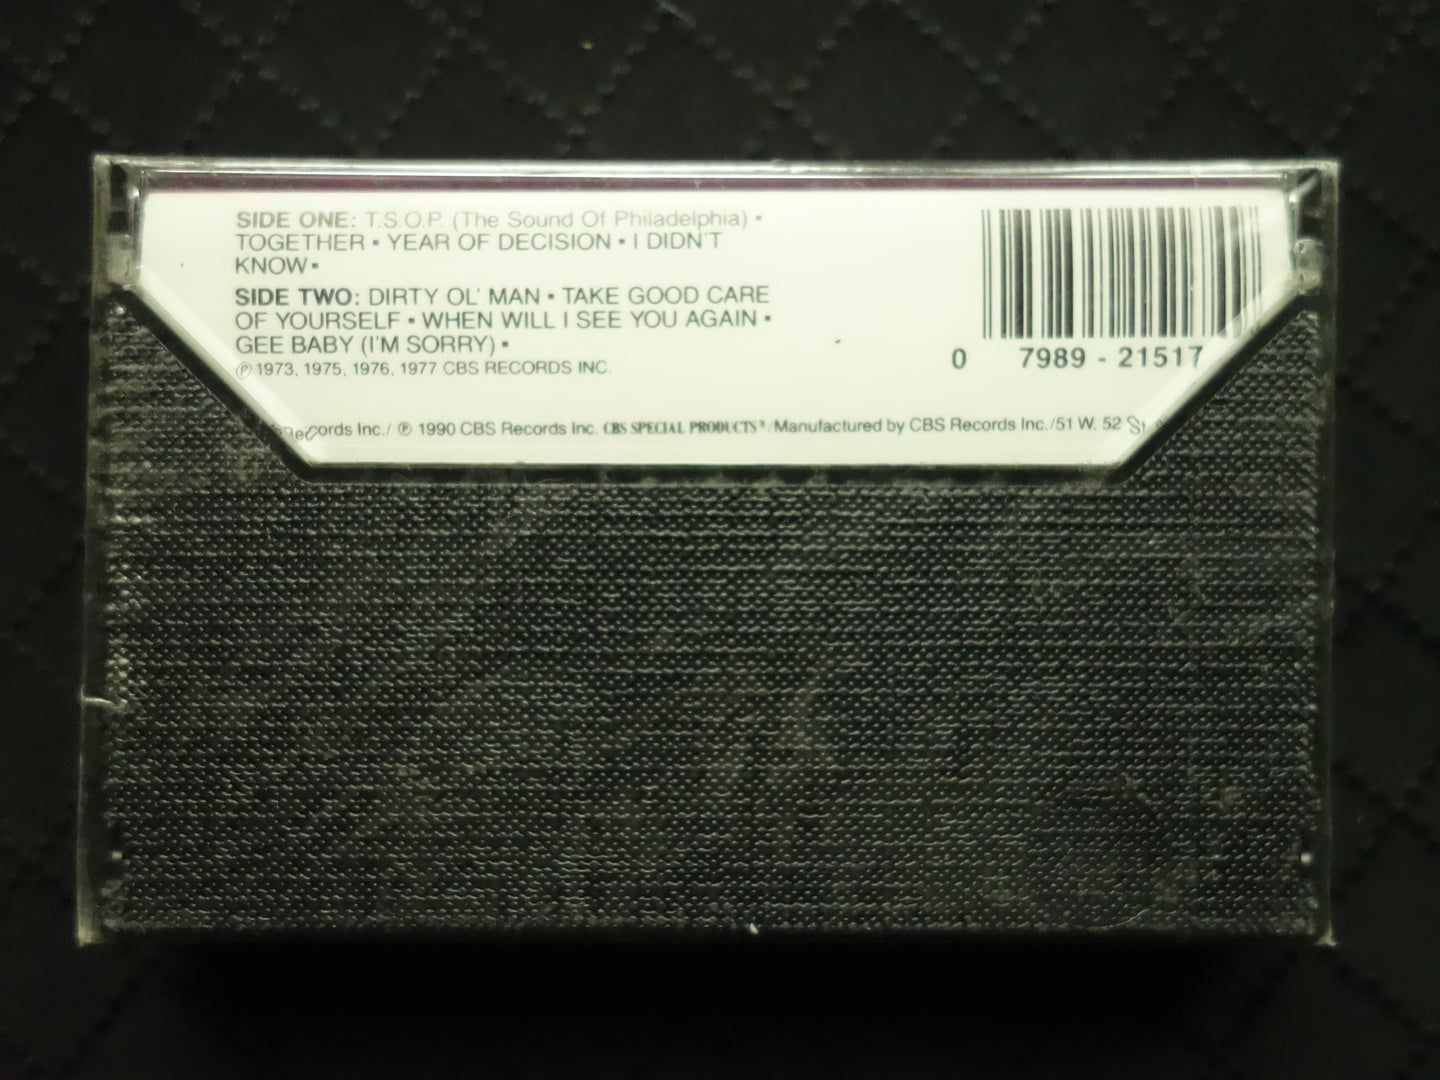 SIDE ONE: T.S.O.P. (The Sound Of Philadelphia) ▪
TOGETHER ▪ YEAR OF DECISION ▪ I DIDN'T
KNOW ▪
SIDE TWO: DIRTY OL' MAN ▪ TAKE GOOD CARE
OF YOURSELF ▪ WHEN WILL I SEE YOU AGAIN ▪
GEE BABY (I'M SORRY) ▪
℗ 1973, 1975, 1976, 1977 CBS RECORDS INC.
0 7989 - 21517
Records Inc./ ℗ 1990 CBS Records Inc. CBS SPECIAL PRODUCTS*/Manufactured by CBS Records Inc./51 W. 52 St